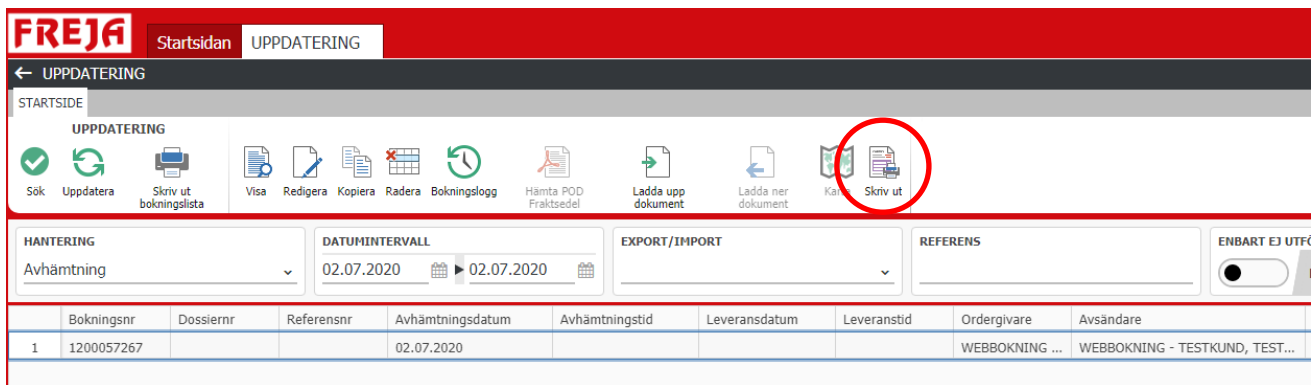 FREJA
Startsidan UPPDATERING
← UPPDATERING
STARTSIDE
UPPDATERING
Sök Uppdatera Skriv ut bokningslista Visa Redigera Kopiera Radera Bokningslogg Hämta POD Fraktsedel Ladda upp dokument Ladda ner dokument Karta Skriv ut
HANTERING DATUMINTERVALL EXPORT/IMPORT REFERENS ENBART EJ UTFÖ
Avhämtning 02.07.2020 02.07.2020
Bokningsnr Dossiernr Referensnr Avhämtningsdatum Avhämtningstid Leveransdatum Leveranstid Ordergivare Avsändare
1 1200057267 02.07.2020 WEBBOKNING ... WEBBOKNING - TESTKUND, TEST...